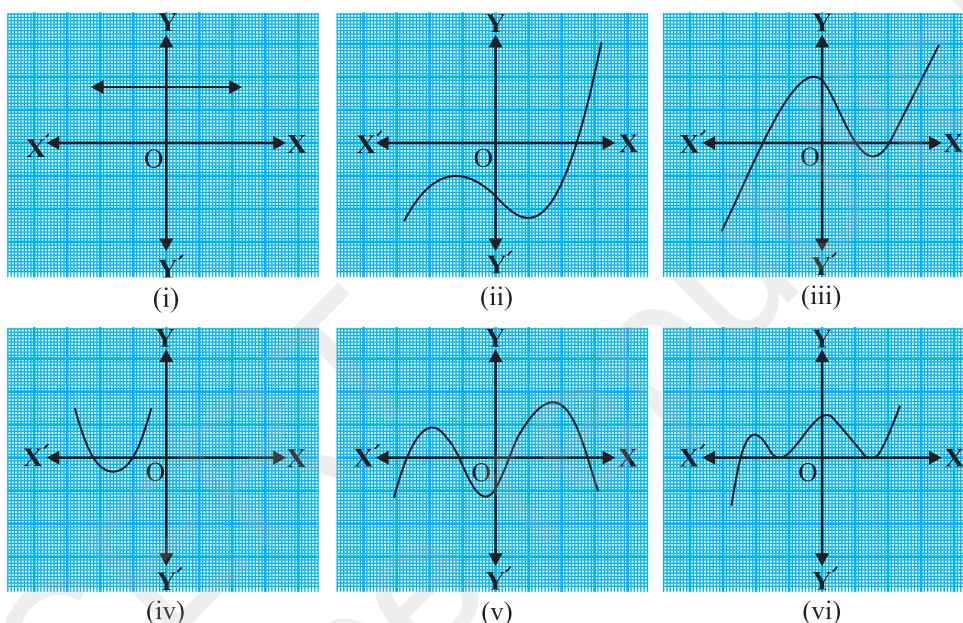 Y Y Y
X′ X X′ X X′ X
O O O
Y′ Y′ Y′
(i) (ii) (iii)
Y Y Y
X′ X X′ X X′ X
O O O
Y′ Y′ Y′
(iv) (v) (vi)